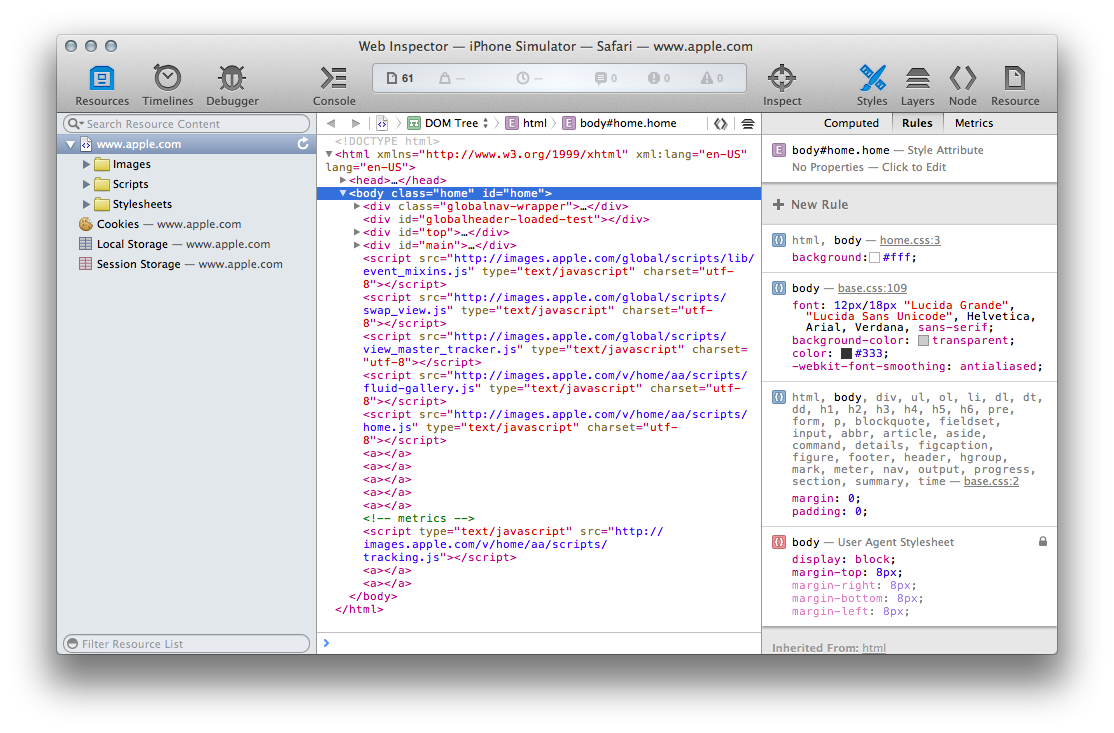 Web Inspector — iPhone Simulator — Safari — www.apple.com
Resources Timelines Debugger Console 61 — — 0 0 0 Inspect Styles Layers Node Resource
Search Resource Content
www.apple.com
Images
Scripts
Stylesheets
Cookies — www.apple.com
Local Storage — www.apple.com
Session Storage — www.apple.com
Filter Resource List
DOM Tree html body#home.home
<!DOCTYPE html>
<html xmlns="http://www.w3.org/1999/xhtml" xml:lang="en-US"
lang="en-US">
<head>…</head>
<body class="home" id="home">
<div class="globalnav-wrapper">…</div>
<div id="globalheader-loaded-test"></div>
<div id="top">…</div>
<div id="main">…</div>
<script src="http://images.apple.com/global/scripts/lib/
event_mixins.js" type="text/javascript" charset="utf-
8"></script>
<script src="http://images.apple.com/global/scripts/
swap_view.js" type="text/javascript" charset="utf-
8"></script>
<script src="http://images.apple.com/global/scripts/
view_master_tracker.js" type="text/javascript" charset=
"utf-8"></script>
<script src="http://images.apple.com/v/home/aa/scripts/
fluid-gallery.js" type="text/javascript" charset="utf-
8"></script>
<script src="http://images.apple.com/v/home/aa/scripts/
home.js" type="text/javascript" charset="utf-
8"></script>
<a></a>
<a></a>
<a></a>
<a></a>
<a></a>
<!-- metrics -->
<script type="text/javascript" src="http://
images.apple.com/v/home/aa/scripts/
tracking.js"></script>
<a></a>
<a></a>
</body>
</html>
Computed Rules Metrics
body#home.home — Style Attribute
No Properties — Click to Edit
New Rule
html, body — home.css:3
background: #fff;
body — base.css:109
font: 12px/18px "Lucida Grande",
"Lucida Sans Unicode", Helvetica,
Arial, Verdana, sans-serif;
background-color: transparent;
color: #333;
-webkit-font-smoothing: antialiased;
html, body, div, ul, ol, li, dl, dt,
dd, h1, h2, h3, h4, h5, h6, pre,
form, p, blockquote, fieldset,
input, abbr, article, aside,
command, details, figcaption,
figure, footer, header, hgroup,
mark, meter, nav, output, progress,
section, summary, time — base.css:2
margin: 0;
padding: 0;
body — User Agent Stylesheet
display: block;
margin-top: 8px;
margin-right: 8px;
margin-bottom: 8px;
margin-left: 8px;
Inherited From: html